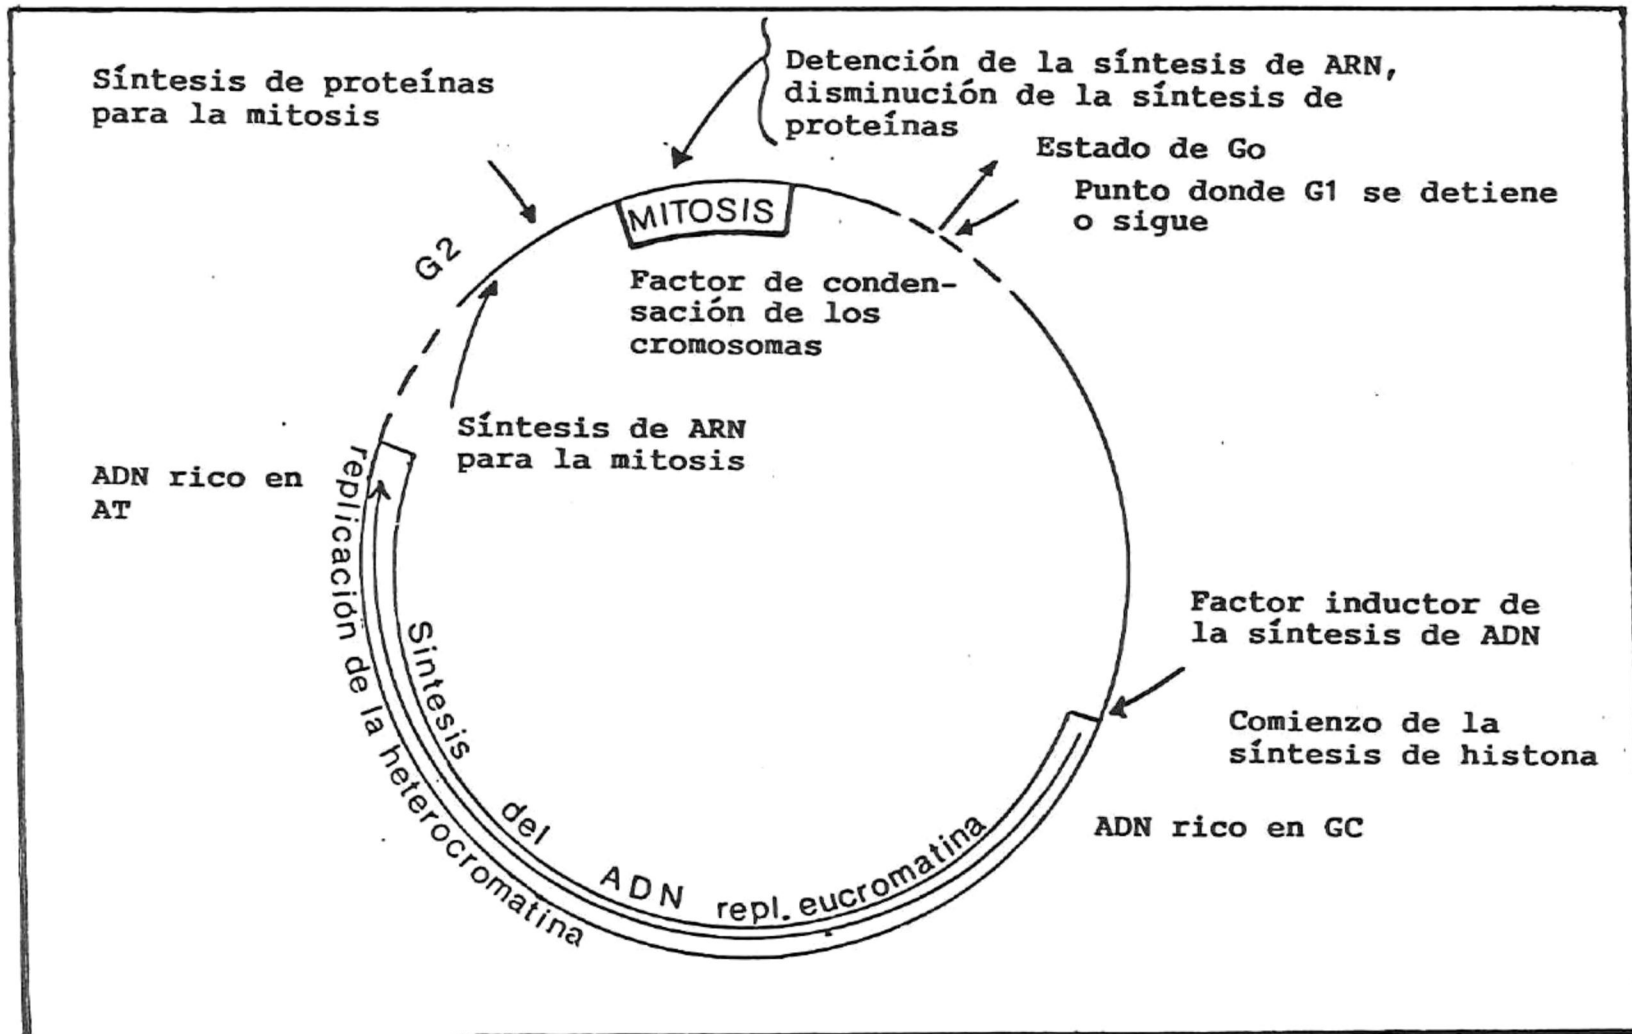 Síntesis de proteínas
para la mitosis
Detención de la síntesis de ARN,
disminución de la síntesis de
proteínas
Estado de Go
Punto donde G1 se detiene
o sigue
MITOSIS
G2
Factor de conden-
sación de los
cromosomas
Síntesis de ARN
para la mitosis
ADN rico en
AT
replicación de la heterocromatina
Sintesis del ADN repl. eucromatina
Factor inductor de
la síntesis de ADN
Comienzo de la
síntesis de histona
ADN rico en GC